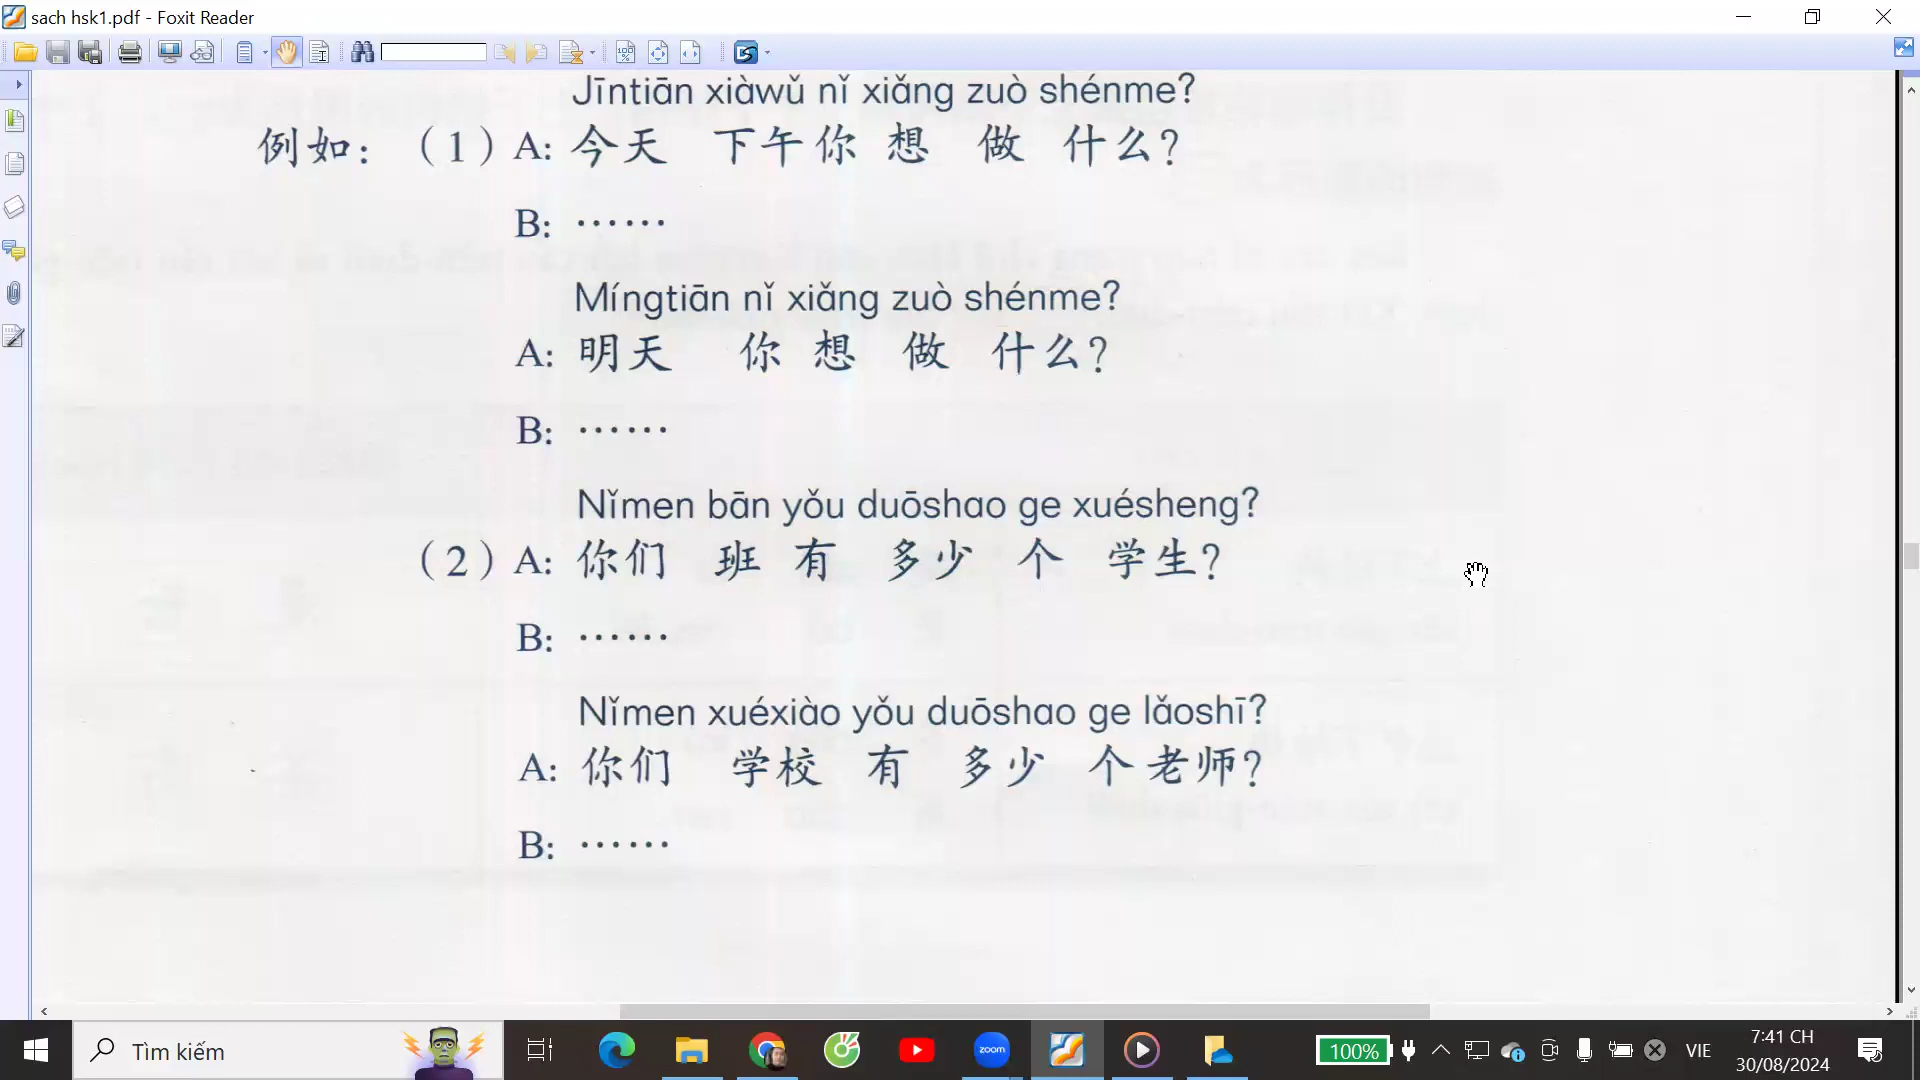 sach hsk1.pdf - Foxit Reader
Jīntiān xiàwǔ nǐ xiǎng zuò shénme?
例如：（1）A: 今天 下午 你 想 做 什么?
B: ……
Míngtiān nǐ xiǎng zuò shénme?
A: 明天 你 想 做 什么?
B: ……
Nǐmen bān yǒu duōshao ge xuésheng?
（2）A: 你们 班 有 多少 个 学生?
B: ……
Nǐmen xuéxiào yǒu duōshao ge lǎoshī?
A: 你们 学校 有 多少 个 老师?
B: ……
Tìm kiếm
zoom
100%
VIE
7:41 CH
30/08/2024